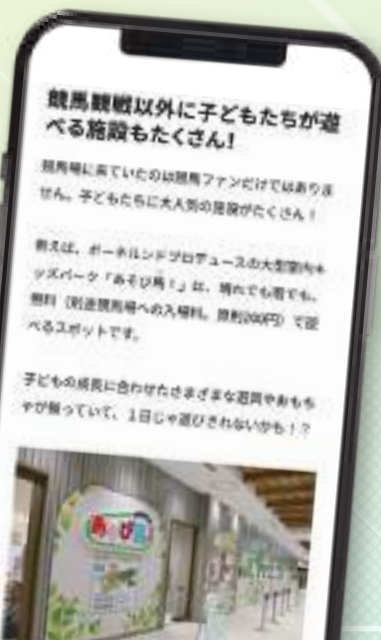 競馬観戦以外に子どもたちが遊
べる施設もたくさん!
競馬場に来ていたのは競馬ファンだけではありま
せん。子どもたちに大人気の施設がたくさん!
例えば、ボーネルンドプロデュースの大型室内キ
ッズパーク「あそび馬!」は、晴れでも雨でも、
無料(別途競馬場への入場料。原則200円)で遊
べるスポットです。
子どもの成長に合わせたさまざまな遊具やおもち
ゃが揃っていて、1日じゃ遊びきれないかも!?
あそび馬!